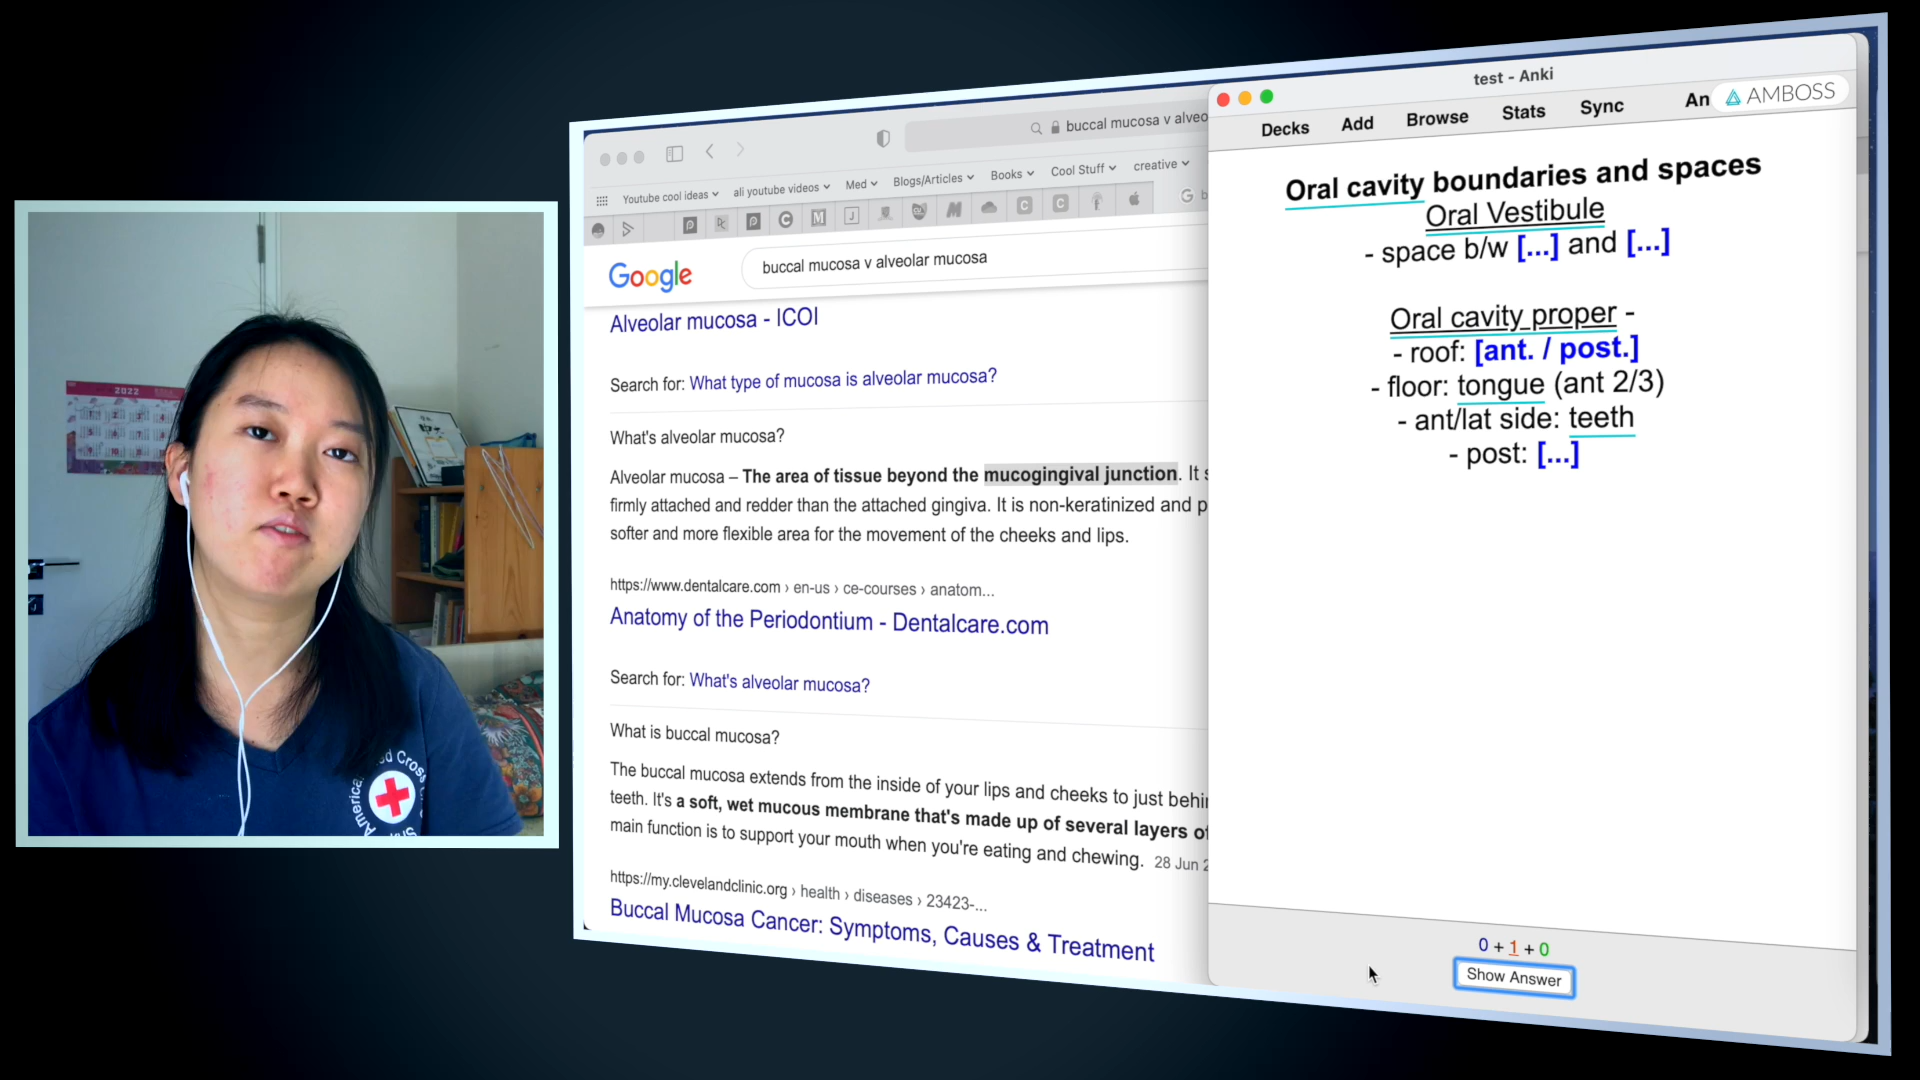 2022
d Cross
America
buccal mucosa v alveo
Youtube cool ideas
ali youtube videos
Med
Blogs/Articles
Books
Cool Stuff
creative
Google
buccal mucosa v alveolar mucosa
Alveolar mucosa - ICOI
Search for: What type of mucosa is alveolar mucosa?
What's alveolar mucosa?
Alveolar mucosa – The area of tissue beyond the mucogingival junction. It s
firmly attached and redder than the attached gingiva. It is non-keratinized and p
softer and more flexible area for the movement of the cheeks and lips.
https://www.dentalcare.com › en-us › ce-courses › anatom...
Anatomy of the Periodontium - Dentalcare.com
Search for: What's alveolar mucosa?
What is buccal mucosa?
The buccal mucosa extends from the inside of your lips and cheeks to just behi
teeth. It's a soft, wet mucous membrane that's made up of several layers of
main function is to support your mouth when you're eating and chewing. 28 Jun 2
https://my.clevelandclinic.org › health › diseases › 23423-...
Buccal Mucosa Cancer: Symptoms, Causes & Treatment
test - Anki
Decks
Add
Browse
Stats
Sync
An
AMBOSS
Oral cavity boundaries and spaces
Oral Vestibule
- space b/w [...] and [...]
Oral cavity proper -
- roof: [ant. / post.]
- floor: tongue (ant 2/3)
- ant/lat side: teeth
- post: [...]
0 + 1 + 0
Show Answer